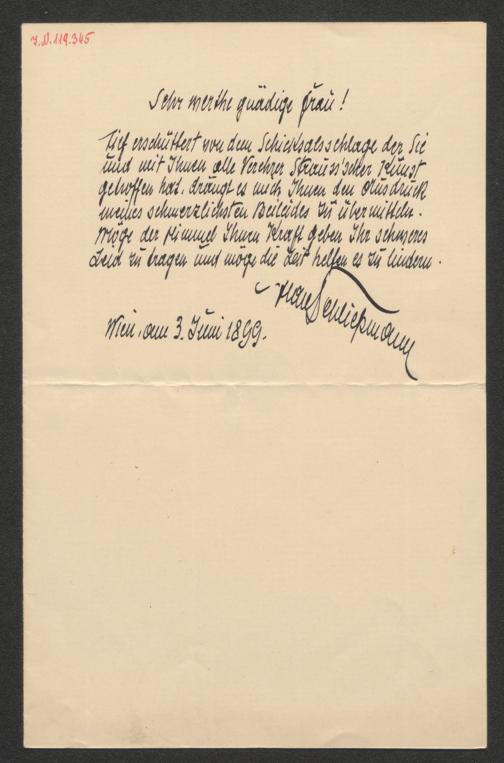 J.N. 119.345
Sehr werthe gnädige Frau!
Tief erschüttert von dem Schicksalsschlage der Sie
und mit Ihnen alle Verehrer Strauss'scher Kunst
getroffen hat, drängt es mich Ihnen den Ausdruck
meines schmerzlichsten Beileides zu übermitteln.
Möge der Himmel Ihnen Kraft geben Ihr schweres
Leid zu tragen und möge die Zeit helfen es zu lindern.
Hans Schließmann
Wien, am 3. Juni 1899.